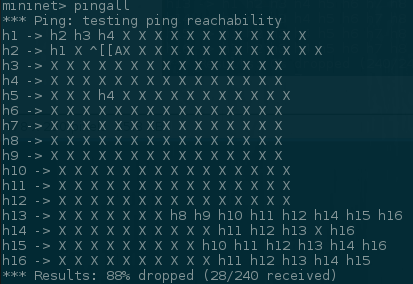 mininet> pingall
*** Ping: testing ping reachability
h1 -> h2 h3 h4 X X X X X X X X X X X X
h2 -> h1 X ^[[AX X X X X X X X X X X X X
h3 -> X X X X X X X X X X X X X X X
h4 -> X X X X X X X X X X X X X X X
h5 -> X X X h4 X X X X X X X X X X X
h6 -> X X X X X X X X X X X X X X X
h7 -> X X X X X X X X X X X X X X X
h8 -> X X X X X X X X X X X X X X X
h9 -> X X X X X X X X X X X X X X X
h10 -> X X X X X X X X X X X X X X X
h11 -> X X X X X X X X X X X X X X X
h12 -> X X X X X X X X X X X X X X X
h13 -> X X X X X X X h8 h9 h10 h11 h12 h14 h15 h16
h14 -> X X X X X X X X X X h11 h12 h13 X h16
h15 -> X X X X X X X X X h10 h11 h12 h13 h14 h16
h16 -> X X X X X X X X X X h11 h12 h13 h14 h15
*** Results: 88% dropped (28/240 received)